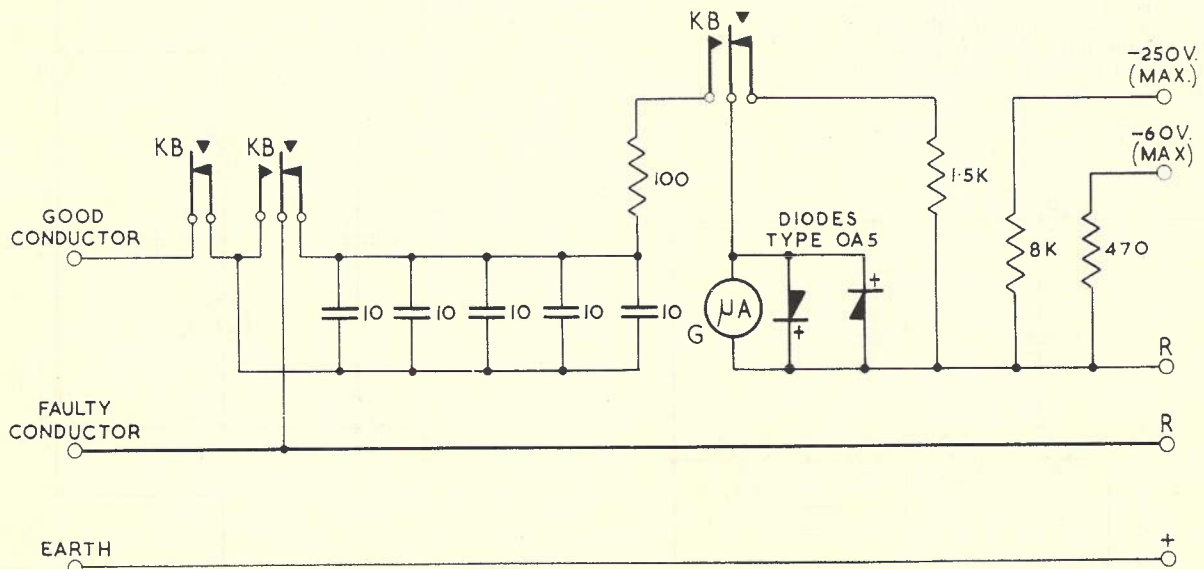 KB
-250V.
(MAX.)
-60V.
(MAX)
KB
KB
100
1·5K
GOOD
CONDUCTOR
DIODES
TYPE OA5
8K
470
+
10
10
10
10
10
μA
G
+
R
FAULTY
CONDUCTOR
R
EARTH
+